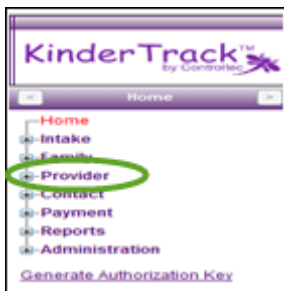 KinderTrack™
by Controltec
< Home >
Home
Intake
Family
Provider
Contact
Payment
Reports
Administration
Generate Authorization Key